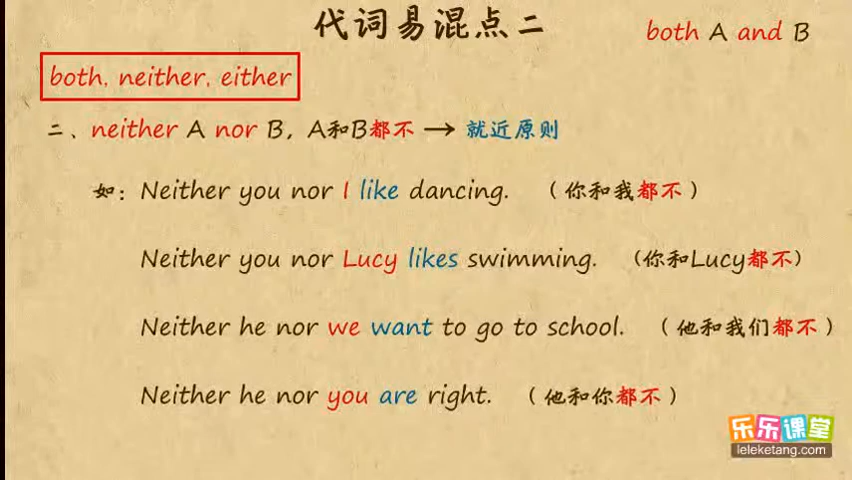 代词易混点二
both A and B
both, neither, either
二、neither A nor B，A和B都不 → 就近原则
如：Neither you nor I like dancing. （你和我都不）
Neither you nor Lucy likes swimming. （你和Lucy都不）
Neither he nor we want to go to school. （他和我们都不）
Neither he nor you are right. （他和你都不）
乐乐课堂
leleketang.com